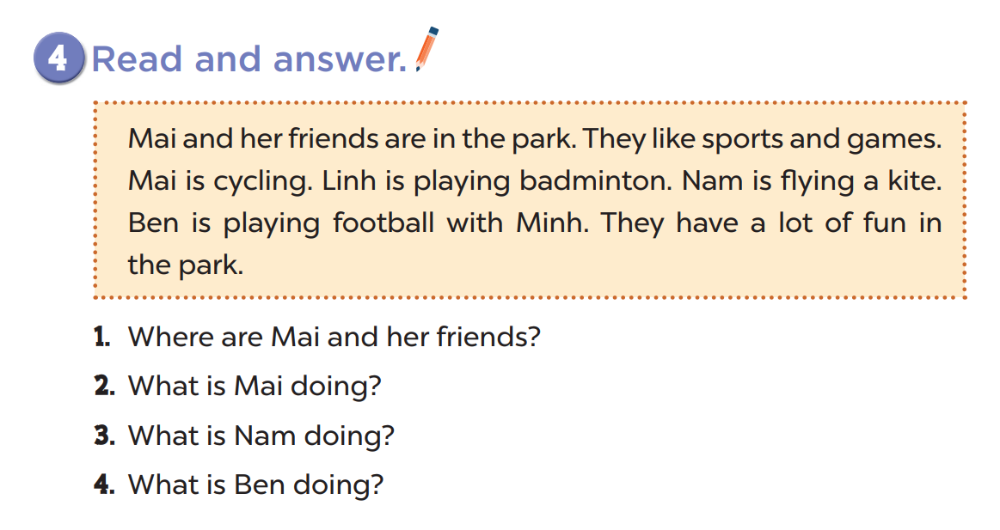 4 Read and answer.
Mai and her friends are in the park. They like sports and games.
Mai is cycling. Linh is playing badminton. Nam is flying a kite.
Ben is playing football with Minh. They have a lot of fun in
the park.
1. Where are Mai and her friends?
2. What is Mai doing?
3. What is Nam doing?
4. What is Ben doing?